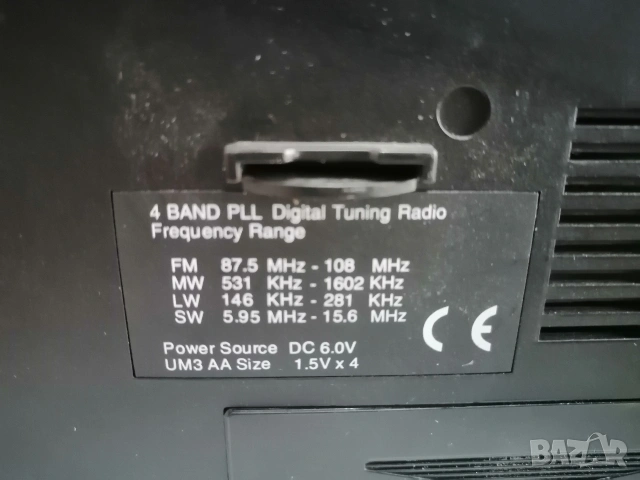 4 BAND PLL Digital Tuning Radio
Frequency Range
FM 87.5 MHz - 108 MHz
MW 531 KHz - 1602 KHz
LW 146 KHz - 281 KHz
SW 5.95 MHz - 15.6 MHz
CE
Power Source DC 6.0V
UM3 AA Size 1.5V x 4
BAZAR